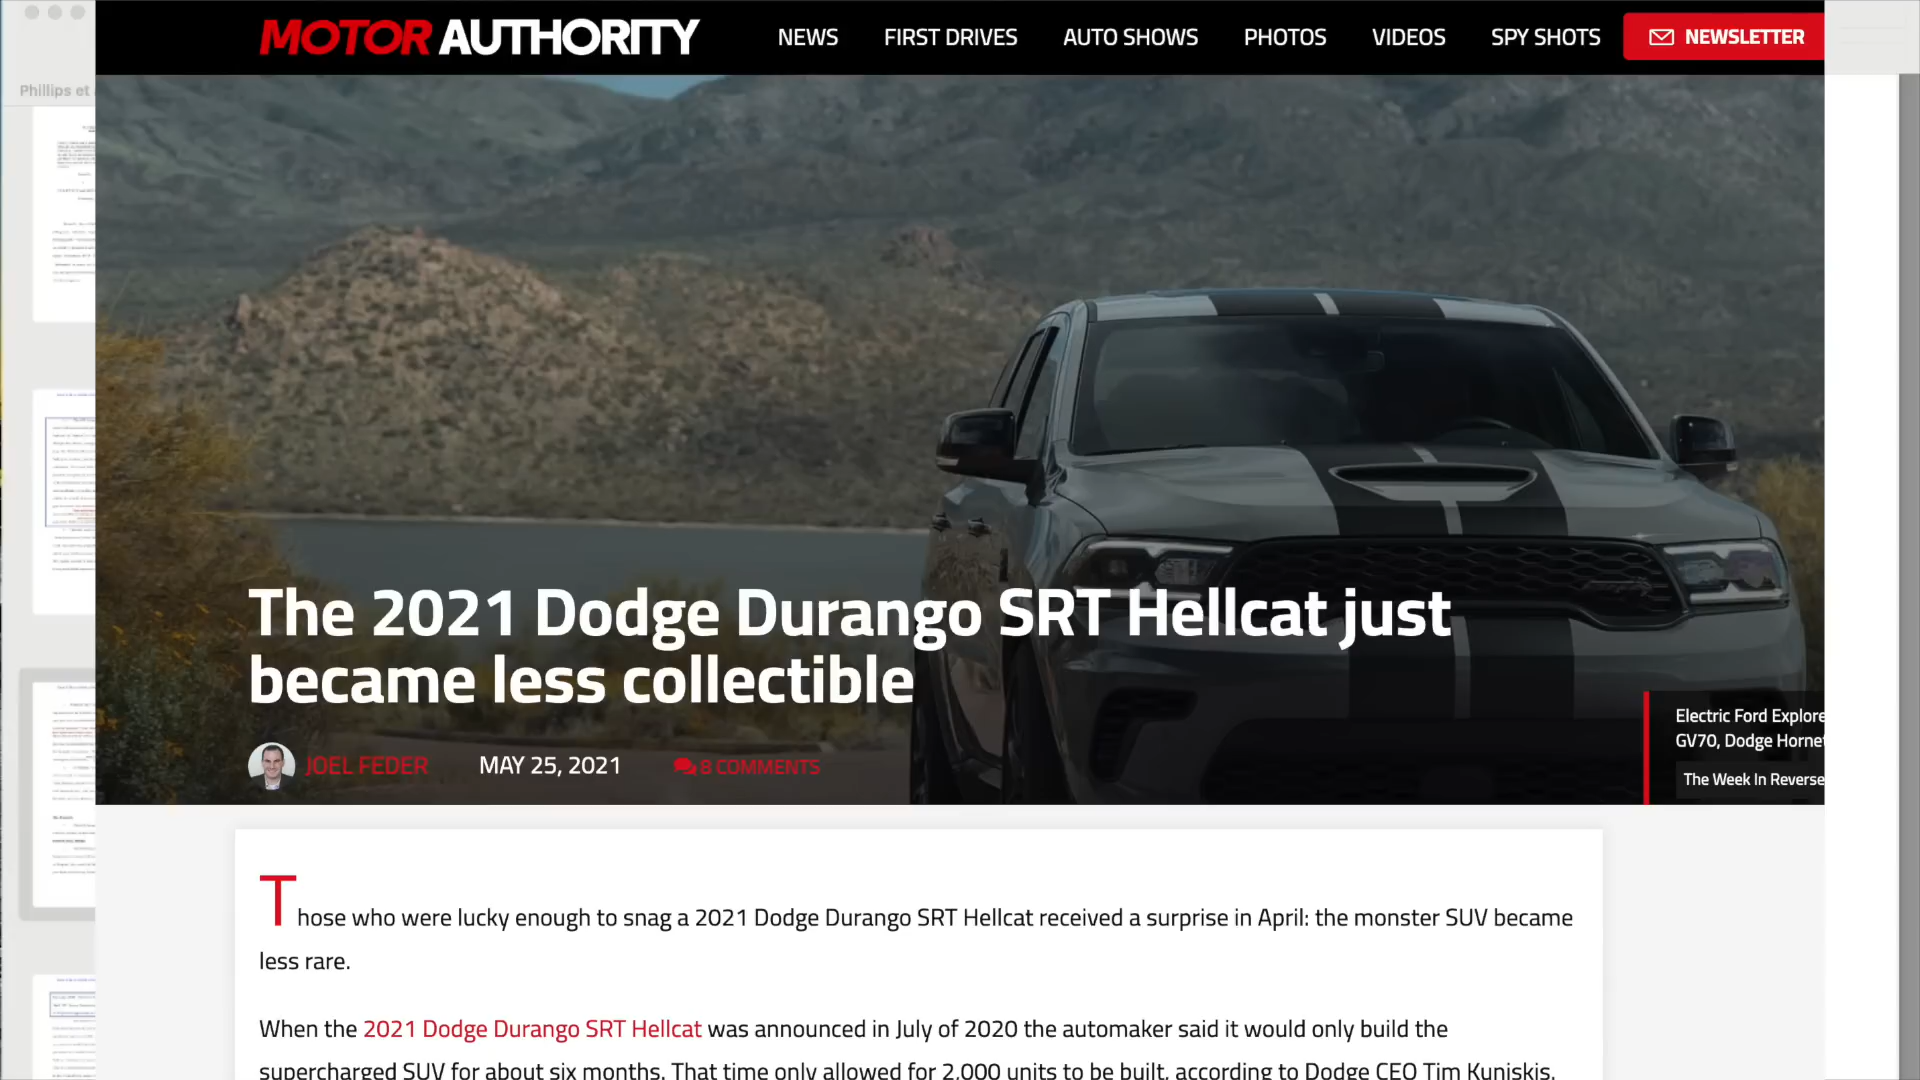 MOTOR AUTHORITY
NEWS FIRST DRIVES AUTO SHOWS PHOTOS VIDEOS SPY SHOTS NEWSLETTER
Phillips et
The 2021 Dodge Durango SRT Hellcat just
became less collectible
JOEL FEDER MAY 25, 2021 8 COMMENTS
Electric Ford Explore
GV70, Dodge Horne
The Week In Reverse
Those who were lucky enough to snag a 2021 Dodge Durango SRT Hellcat received a surprise in April: the monster SUV became
less rare.
When the 2021 Dodge Durango SRT Hellcat was announced in July of 2020 the automaker said it would only build the
supercharged SUV for about six months. That time only allowed for 2,000 units to be built, according to Dodge CEO Tim Kuniskis.